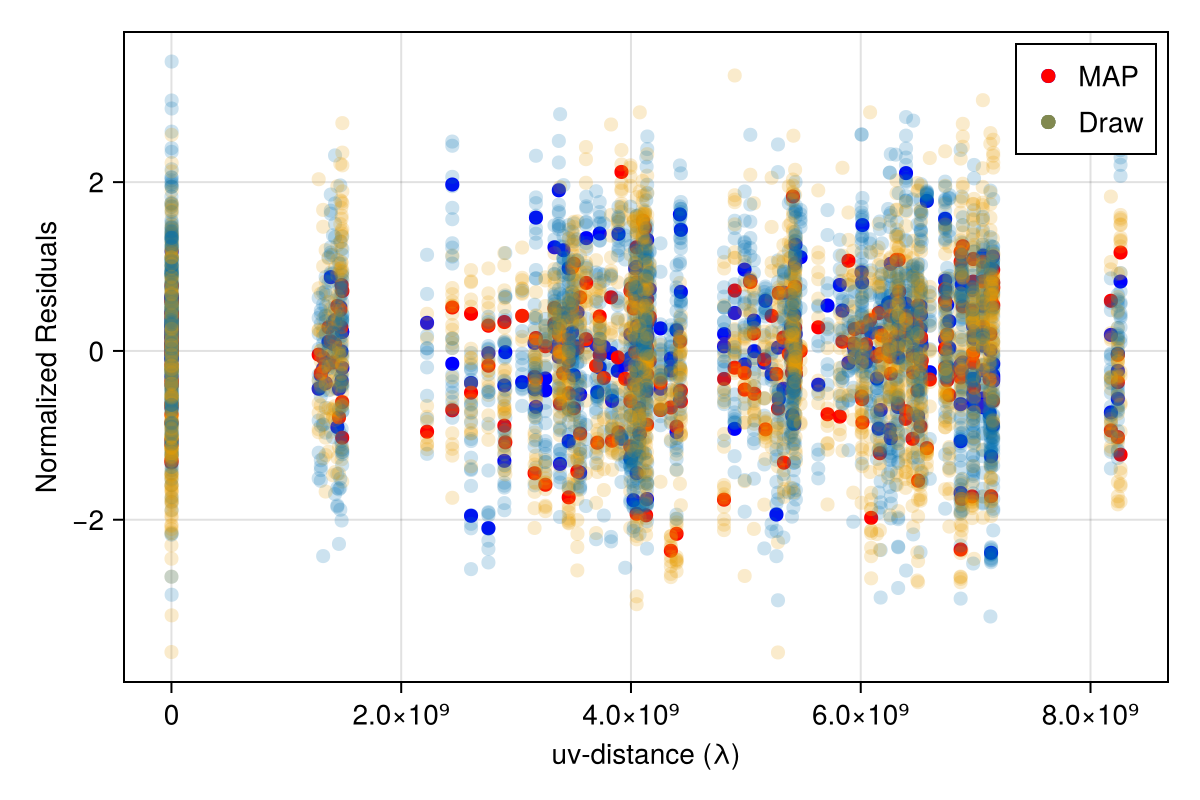 MAP
Draw
Normalized Residuals
2
0
−2
0
2.0×10⁹
4.0×10⁹
6.0×10⁹
8.0×10⁹
uv-distance (λ)